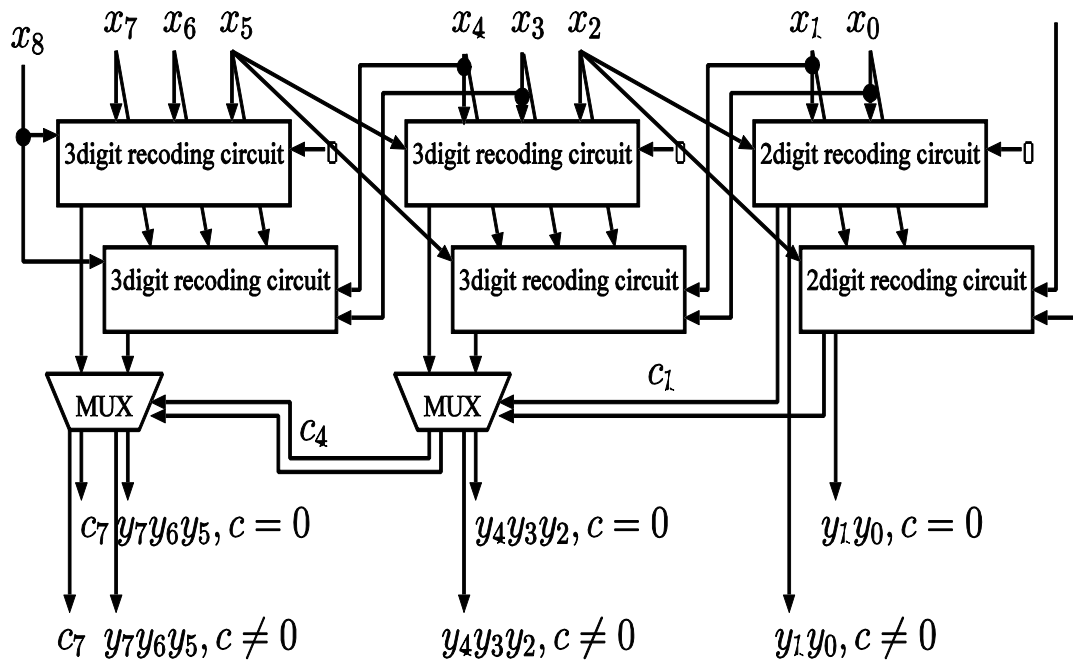 x₈ x₇ x₆ x₅ x₄ x₃ x₂ x₁ x₀
3digit recoding circuit 0 3digit recoding circuit 0 2digit recoding circuit 0
3digit recoding circuit 3digit recoding circuit 2digit recoding circuit
c₁
MUX MUX
c₄
c₇ y₇y₆y₅, c = 0 y₄y₃y₂, c = 0 y₁y₀, c = 0
c₇ y₇y₆y₅, c ≠ 0 y₄y₃y₂, c ≠ 0 y₁y₀, c ≠ 0